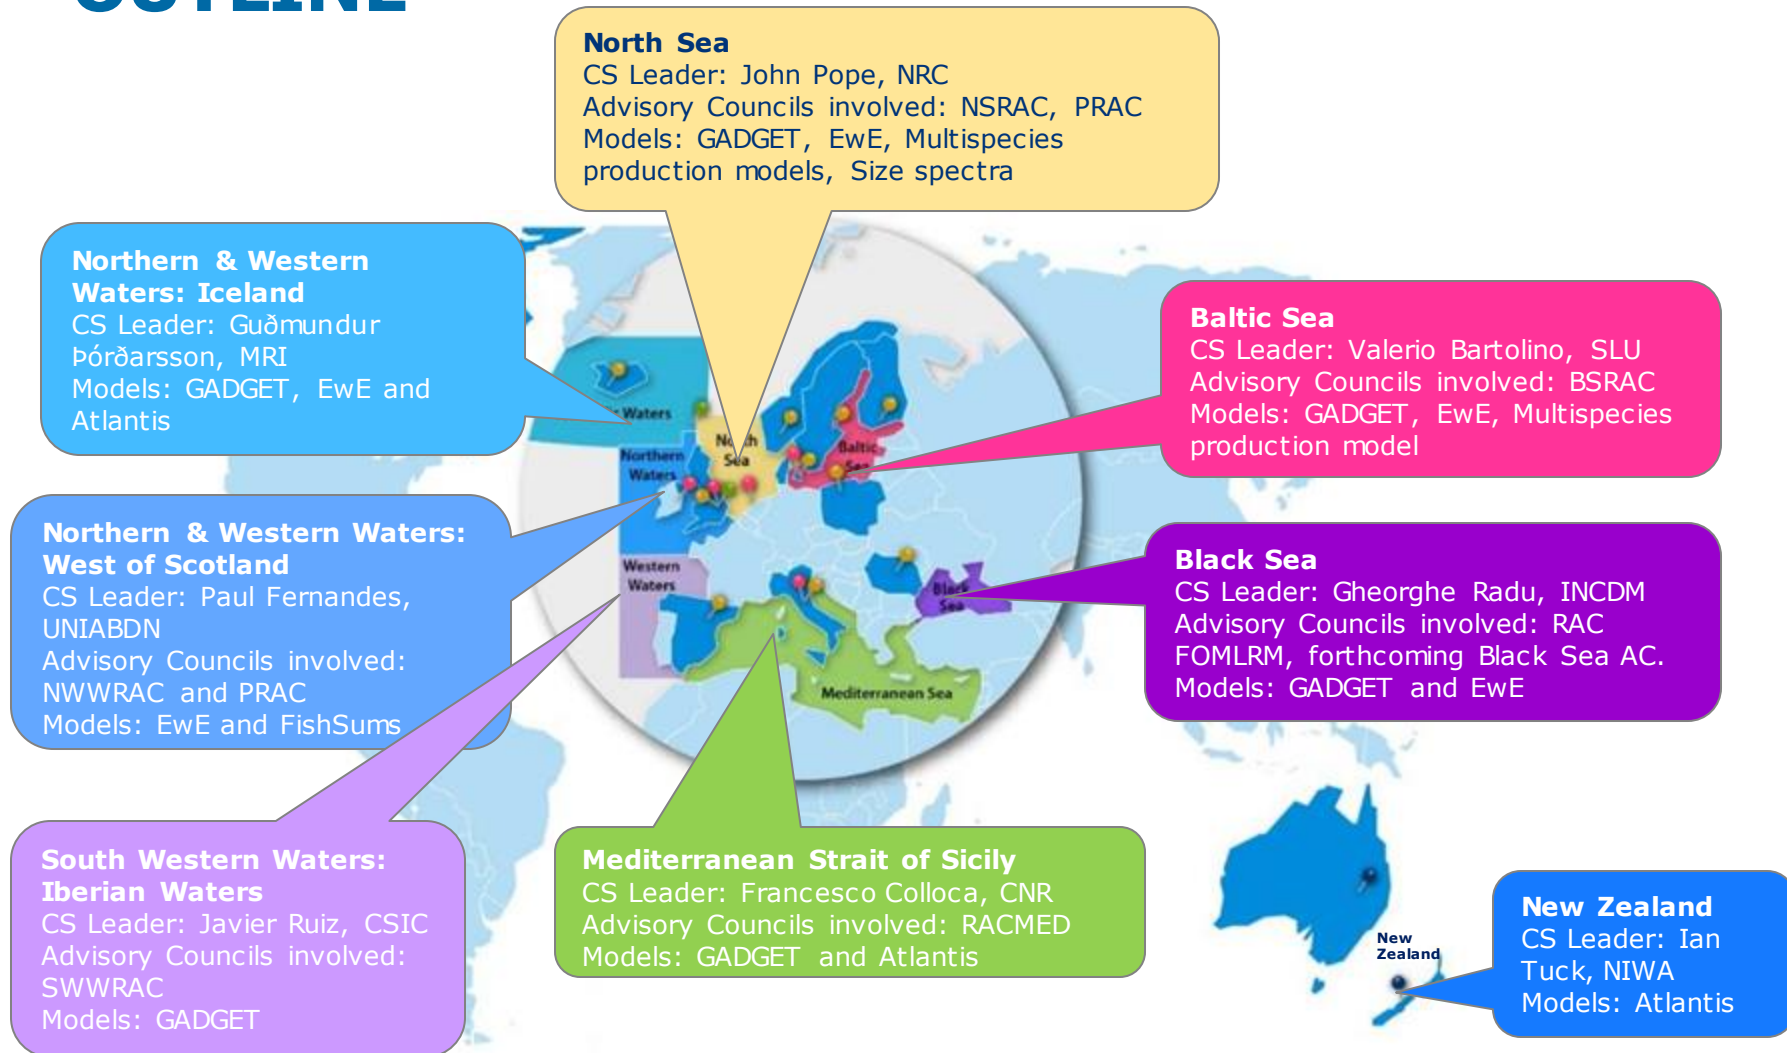 OUTLINE
North Sea
CS Leader: John Pope, NRC
Advisory Councils involved: NSRAC, PRAC
Models: GADGET, EwE, Multispecies
production models, Size spectra
Northern & Western
Waters: Iceland
CS Leader: Guðmundur
Þórðarsson, MRI
Models: GADGET, EwE and
Atlantis
Baltic Sea
CS Leader: Valerio Bartolino, SLU
Advisory Councils involved: BSRAC
Models: GADGET, EwE, Multispecies
production model
Waters
North
Sea
Baltic
Sea
Northern
Waters
Northern & Western Waters:
West of Scotland
CS Leader: Paul Fernandes,
UNIABDN
Advisory Councils involved:
NWWRAC and PRAC
Models: EwE and FishSums
Western
Waters
Black
Sea
Black Sea
CS Leader: Gheorghe Radu, INCDM
Advisory Councils involved: RAC
FOMLRM, forthcoming Black Sea AC.
Models: GADGET and EwE
Mediterranean Sea
South Western Waters:
Iberian Waters
CS Leader: Javier Ruiz, CSIC
Advisory Councils involved:
SWWRAC
Models: GADGET
Mediterranean Strait of Sicily
CS Leader: Francesco Colloca, CNR
Advisory Councils involved: RACMED
Models: GADGET and Atlantis
New
Zealand
New Zealand
CS Leader: Ian
Tuck, NIWA
Models: Atlantis